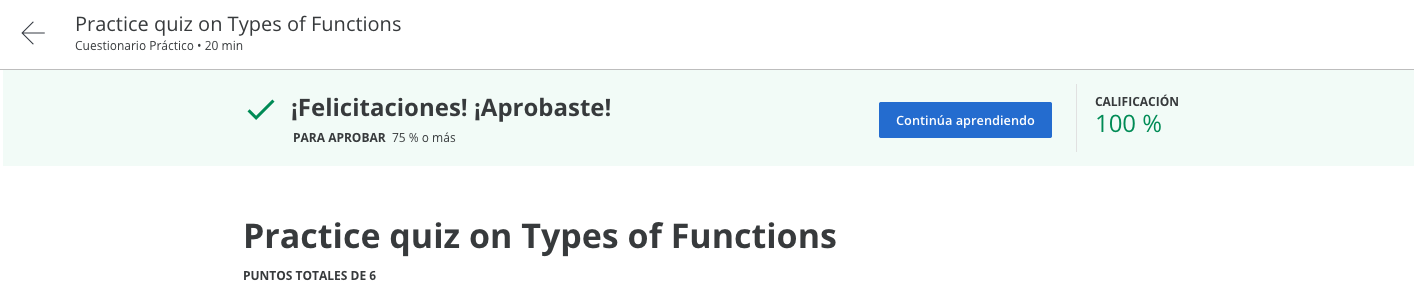 Practice quiz on Types of Functions
Cuestionario Práctico • 20 min
¡Felicitaciones! ¡Aprobaste!
PARA APROBAR 75 % o más
Continúa aprendiendo
CALIFICACIÓN
100 %
Practice quiz on Types of Functions
PUNTOS TOTALES DE 6